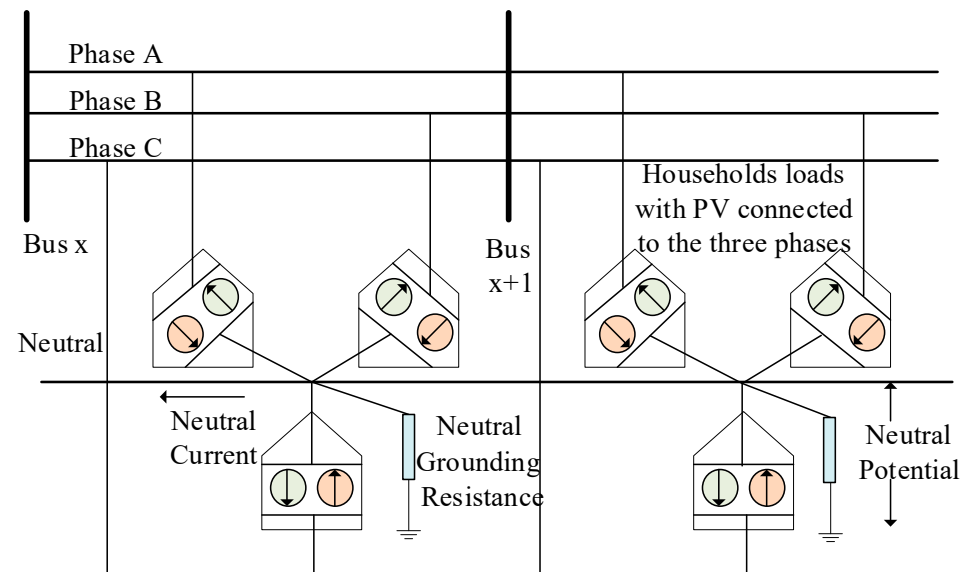 Phase A
Phase B
Phase C
Households loads
with PV connected
to the three phases
Bus x
Bus
x+1
Neutral
Neutral
Current
Neutral
Grounding
Resistance
Neutral
Potential